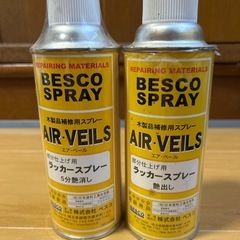 REPAIRING MATERIALS
BESCO
SPRAY
木製品補修用スプレー
AIR・VEILS
エア・ベール
部分仕上げ用
ラッカースプレー
5分艶消し
REPAIRING MATERIALS
BESCO
SPRAY
木製品補修用スプレー
AIR・VEILS
エア・ベール
部分仕上げ用
ラッカースプレー
艶出し